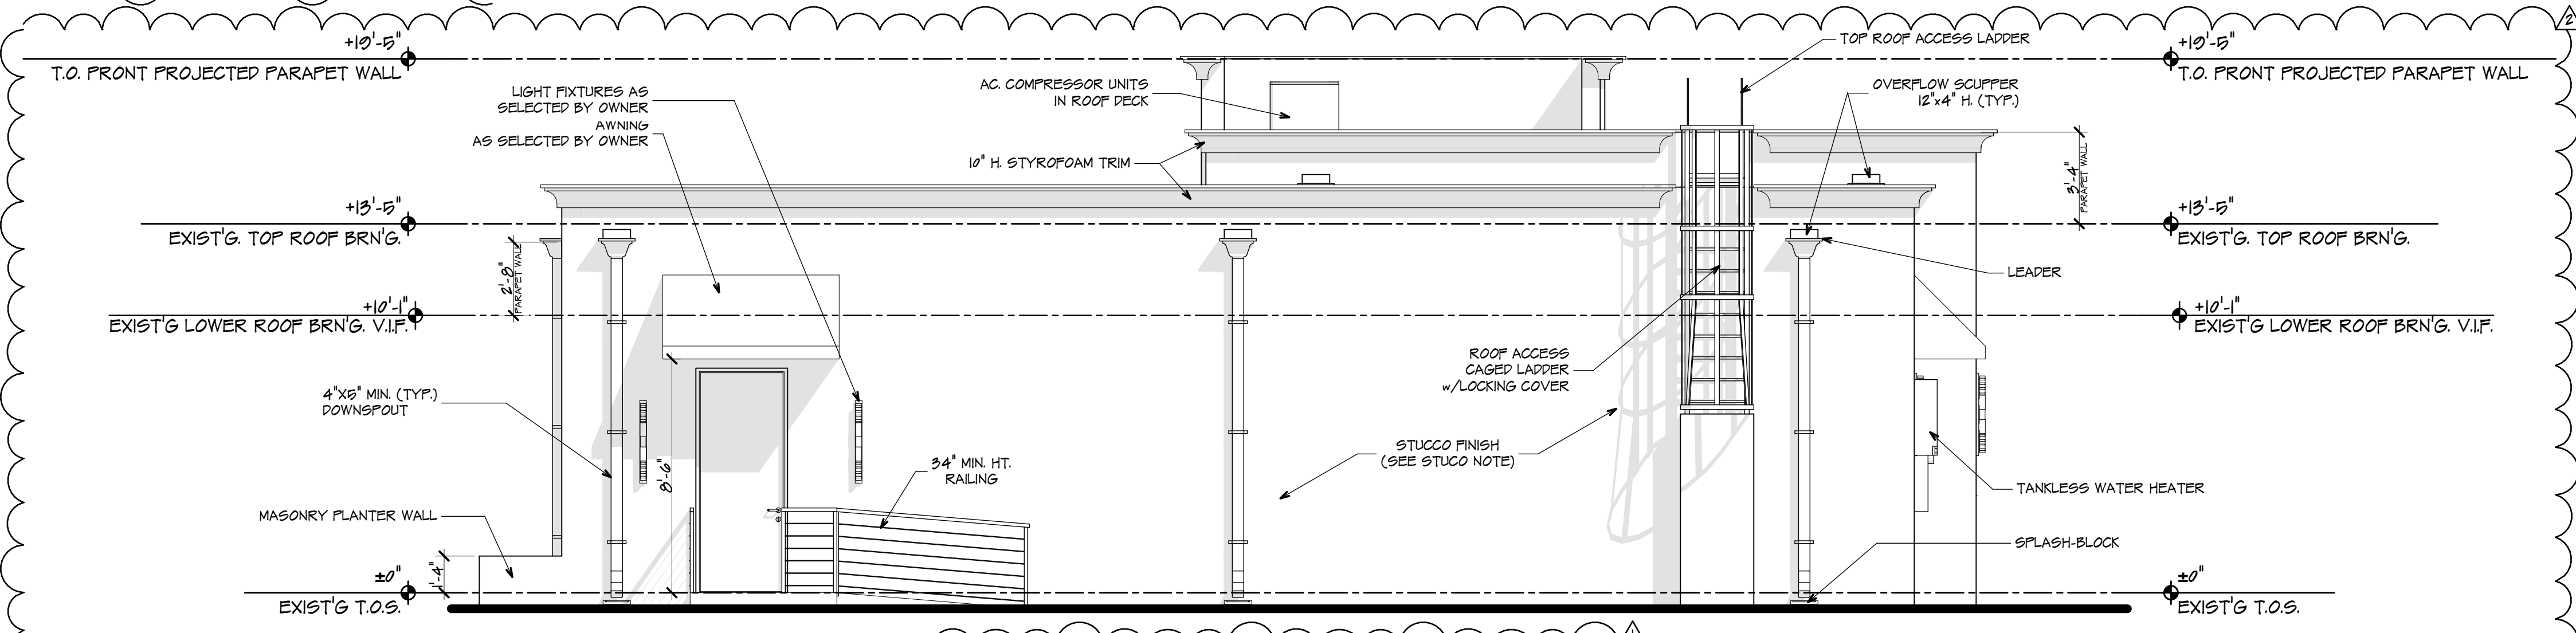 2
+19'-5"
T.O. FRONT PROJECTED PARAPET WALL
LIGHT FIXTURES AS
SELECTED BY OWNER
AWNING
AS SELECTED BY OWNER
AC. COMPRESSOR UNITS
IN ROOF DECK
10" H. STYROFOAM TRIM
TOP ROOF ACCESS LADDER
OVERFLOW SCUPPER
12"x4" H. (TYP.)
+19'-5"
T.O. FRONT PROJECTED PARAPET WALL
3'-4"
PARAPET WALL
+13'-5"
EXIST'G. TOP ROOF BRN'G.
+13'-5"
EXIST'G. TOP ROOF BRN'G.
2'-8"
PARAPET WALL
LEADER
+10'-1"
EXIST'G LOWER ROOF BRN'G. V.I.F.
+10'-1"
EXIST'G LOWER ROOF BRN'G. V.I.F.
ROOF ACCESS
CAGED LADDER
w/LOCKING COVER
4"X5" MIN. (TYP.)
DOWNSPOUT
8'-6"
34" MIN. HT.
RAILING
STUCCO FINISH
(SEE STUCO NOTE)
TANKLESS WATER HEATER
MASONRY PLANTER WALL
SPLASH-BLOCK
1'-4"
±0"
EXIST'G T.O.S.
±0"
EXIST'G T.O.S.